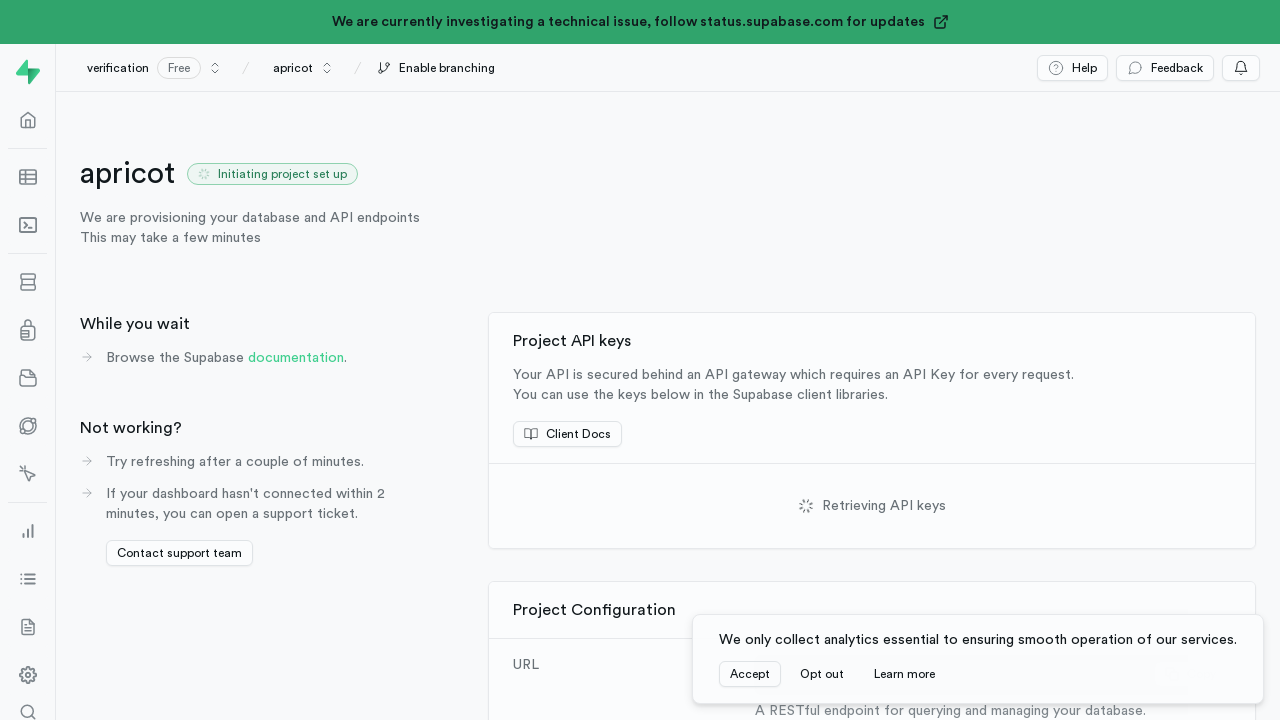 We are currently investigating a technical issue, follow status.supabase.com for updates
verification Free / apricot / Enable branching
Help Feedback
apricot Initiating project set up
We are provisioning your database and API endpoints
This may take a few minutes
While you wait
Browse the Supabase documentation.
Not working?
Try refreshing after a couple of minutes.
If your dashboard hasn't connected within 2
minutes, you can open a support ticket.
Contact support team
Project API keys
Your API is secured behind an API gateway which requires an API Key for every request.
You can use the keys below in the Supabase client libraries.
Client Docs
Retrieving API keys
Project Configuration
URL
A RESTful endpoint for querying and managing your database.
We only collect analytics essential to ensuring smooth operation of our services.
Accept Opt out Learn more